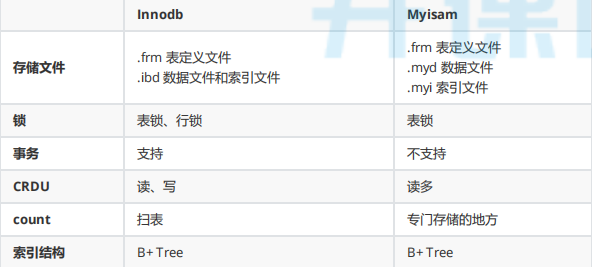 Innodb Myisam
存储文件 .frm 表定义文件 .frm 表定义文件
.ibd 数据文件和索引文件 .myd 数据文件
.myi 索引文件
锁 表锁、行锁 表锁
事务 支持 不支持
CRDU 读、写 读多
count 扫表 专门存储的地方
索引结构 B+ Tree B+ Tree